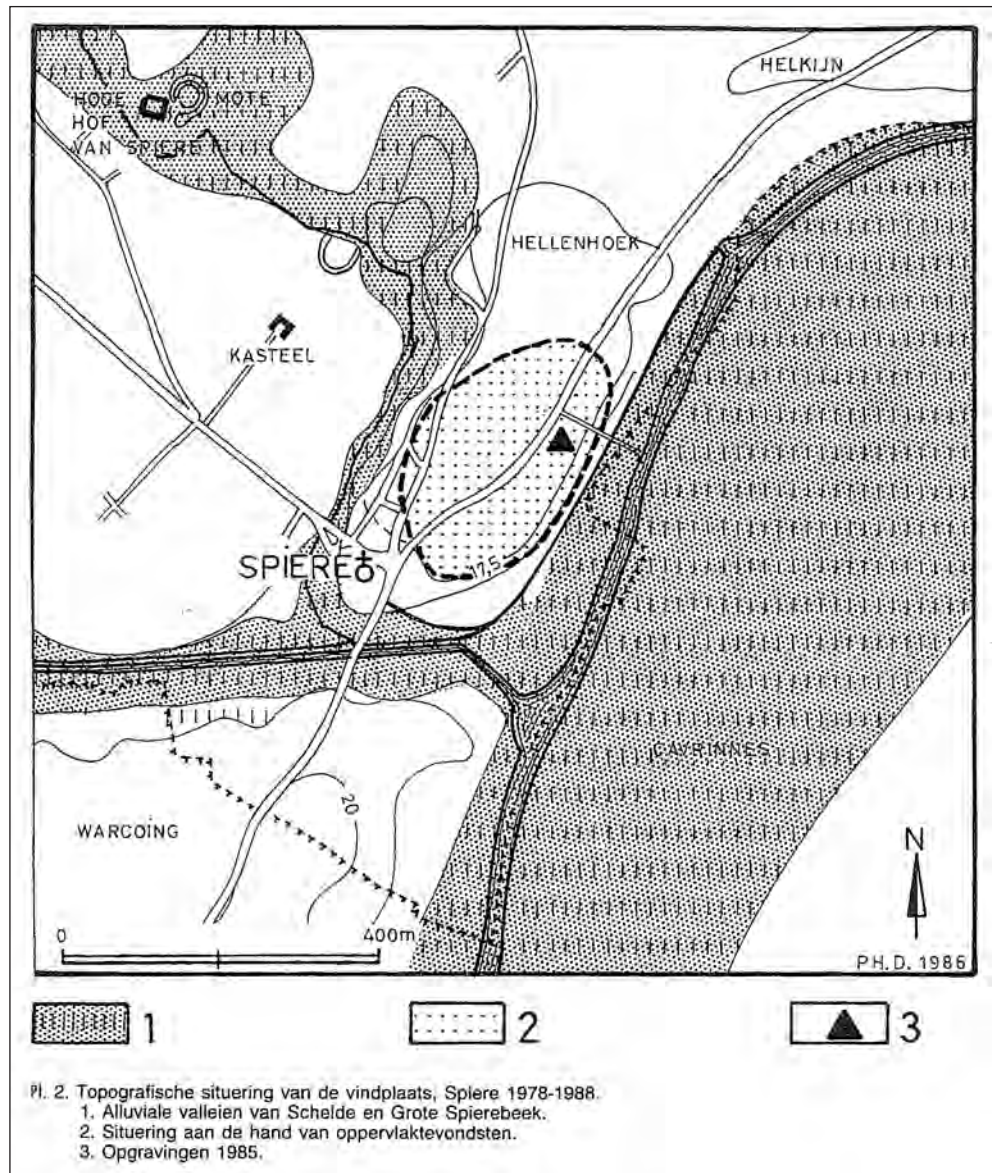 HELKIJN
HOGE
MOTE
HOF
VAN SPIERE
HELLENHOEK
KASTEEL
SPIERE
17,5
CAVRINNES
20
WARCOING
N
0
400m
PH.D. 1986
1
2
3
Pl. 2. Topografische situering van de vindplaats, Spiere 1978-1988.
1. Alluviale valleien van Schelde en Grote Spierebeek.
2. Situering aan de hand van oppervlaktevondsten.
3. Opgravingen 1985.